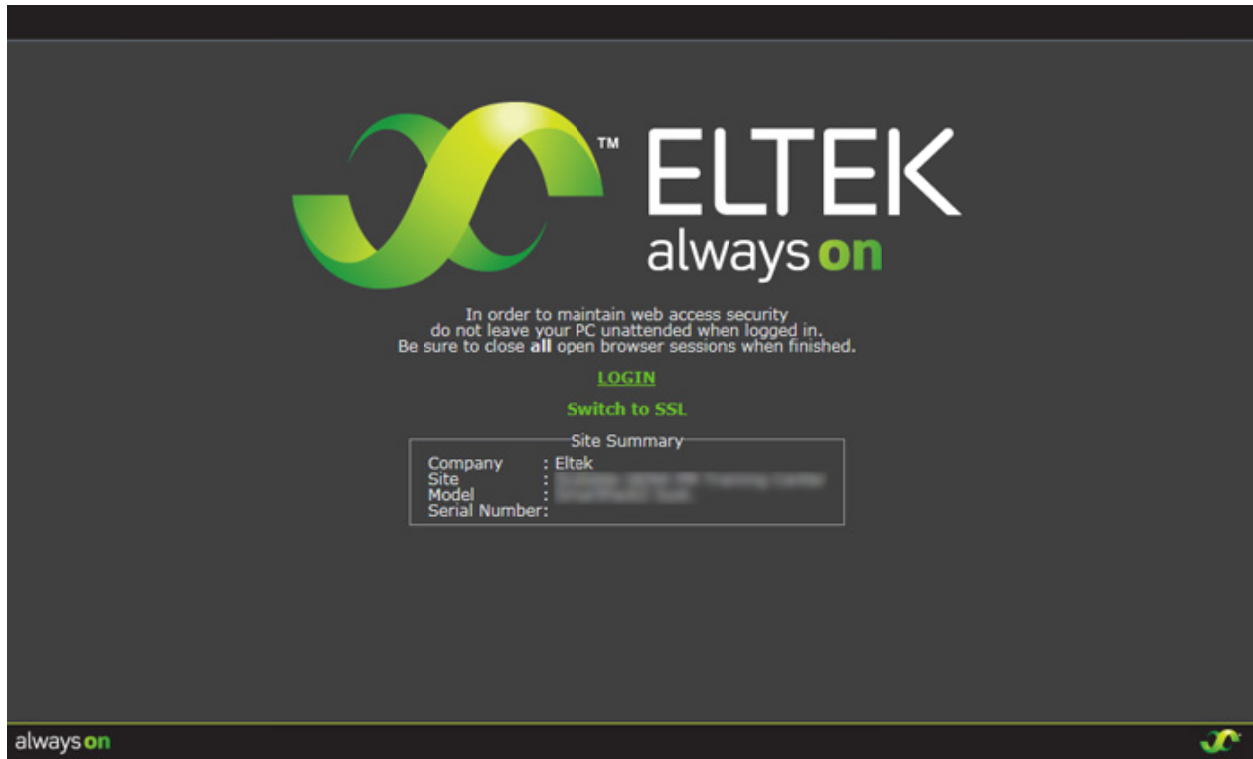 ™ ELTEK
always on
In order to maintain web access security
do not leave your PC unattended when logged in.
Be sure to close all open browser sessions when finished.
LOGIN
Switch to SSL
Site Summary
Company : Eltek
Site :
Model :
Serial Number:
always on